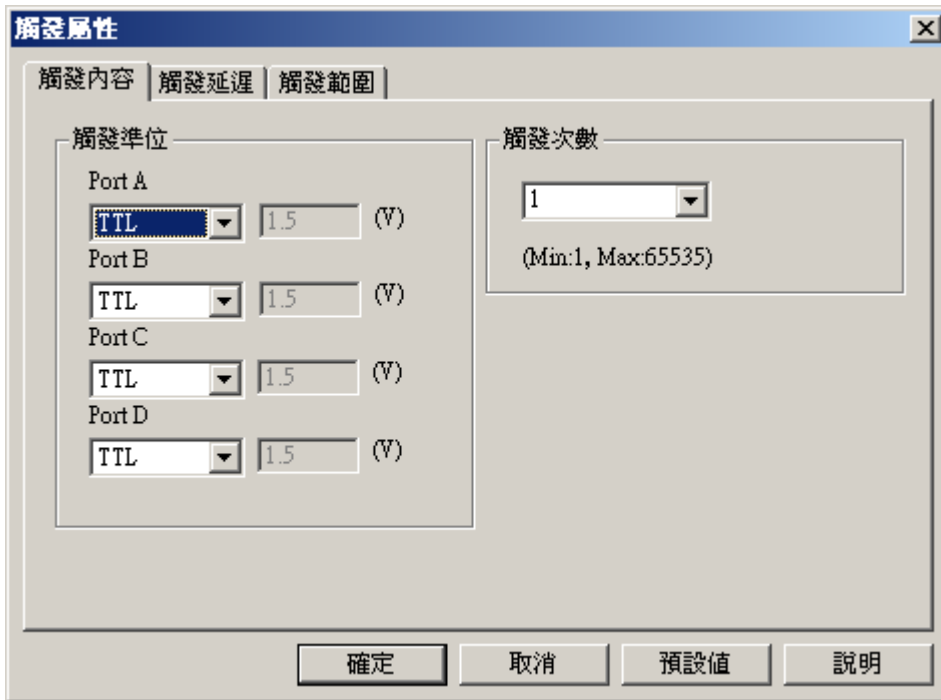 觸發屬性
觸發內容 觸發延遲 觸發範圍
觸發準位
Port A
TTL 1.5 (V)
Port B
TTL 1.5 (V)
Port C
TTL 1.5 (V)
Port D
TTL 1.5 (V)
觸發次數
1
(Min:1, Max:65535)
確定 取消 預設值 說明